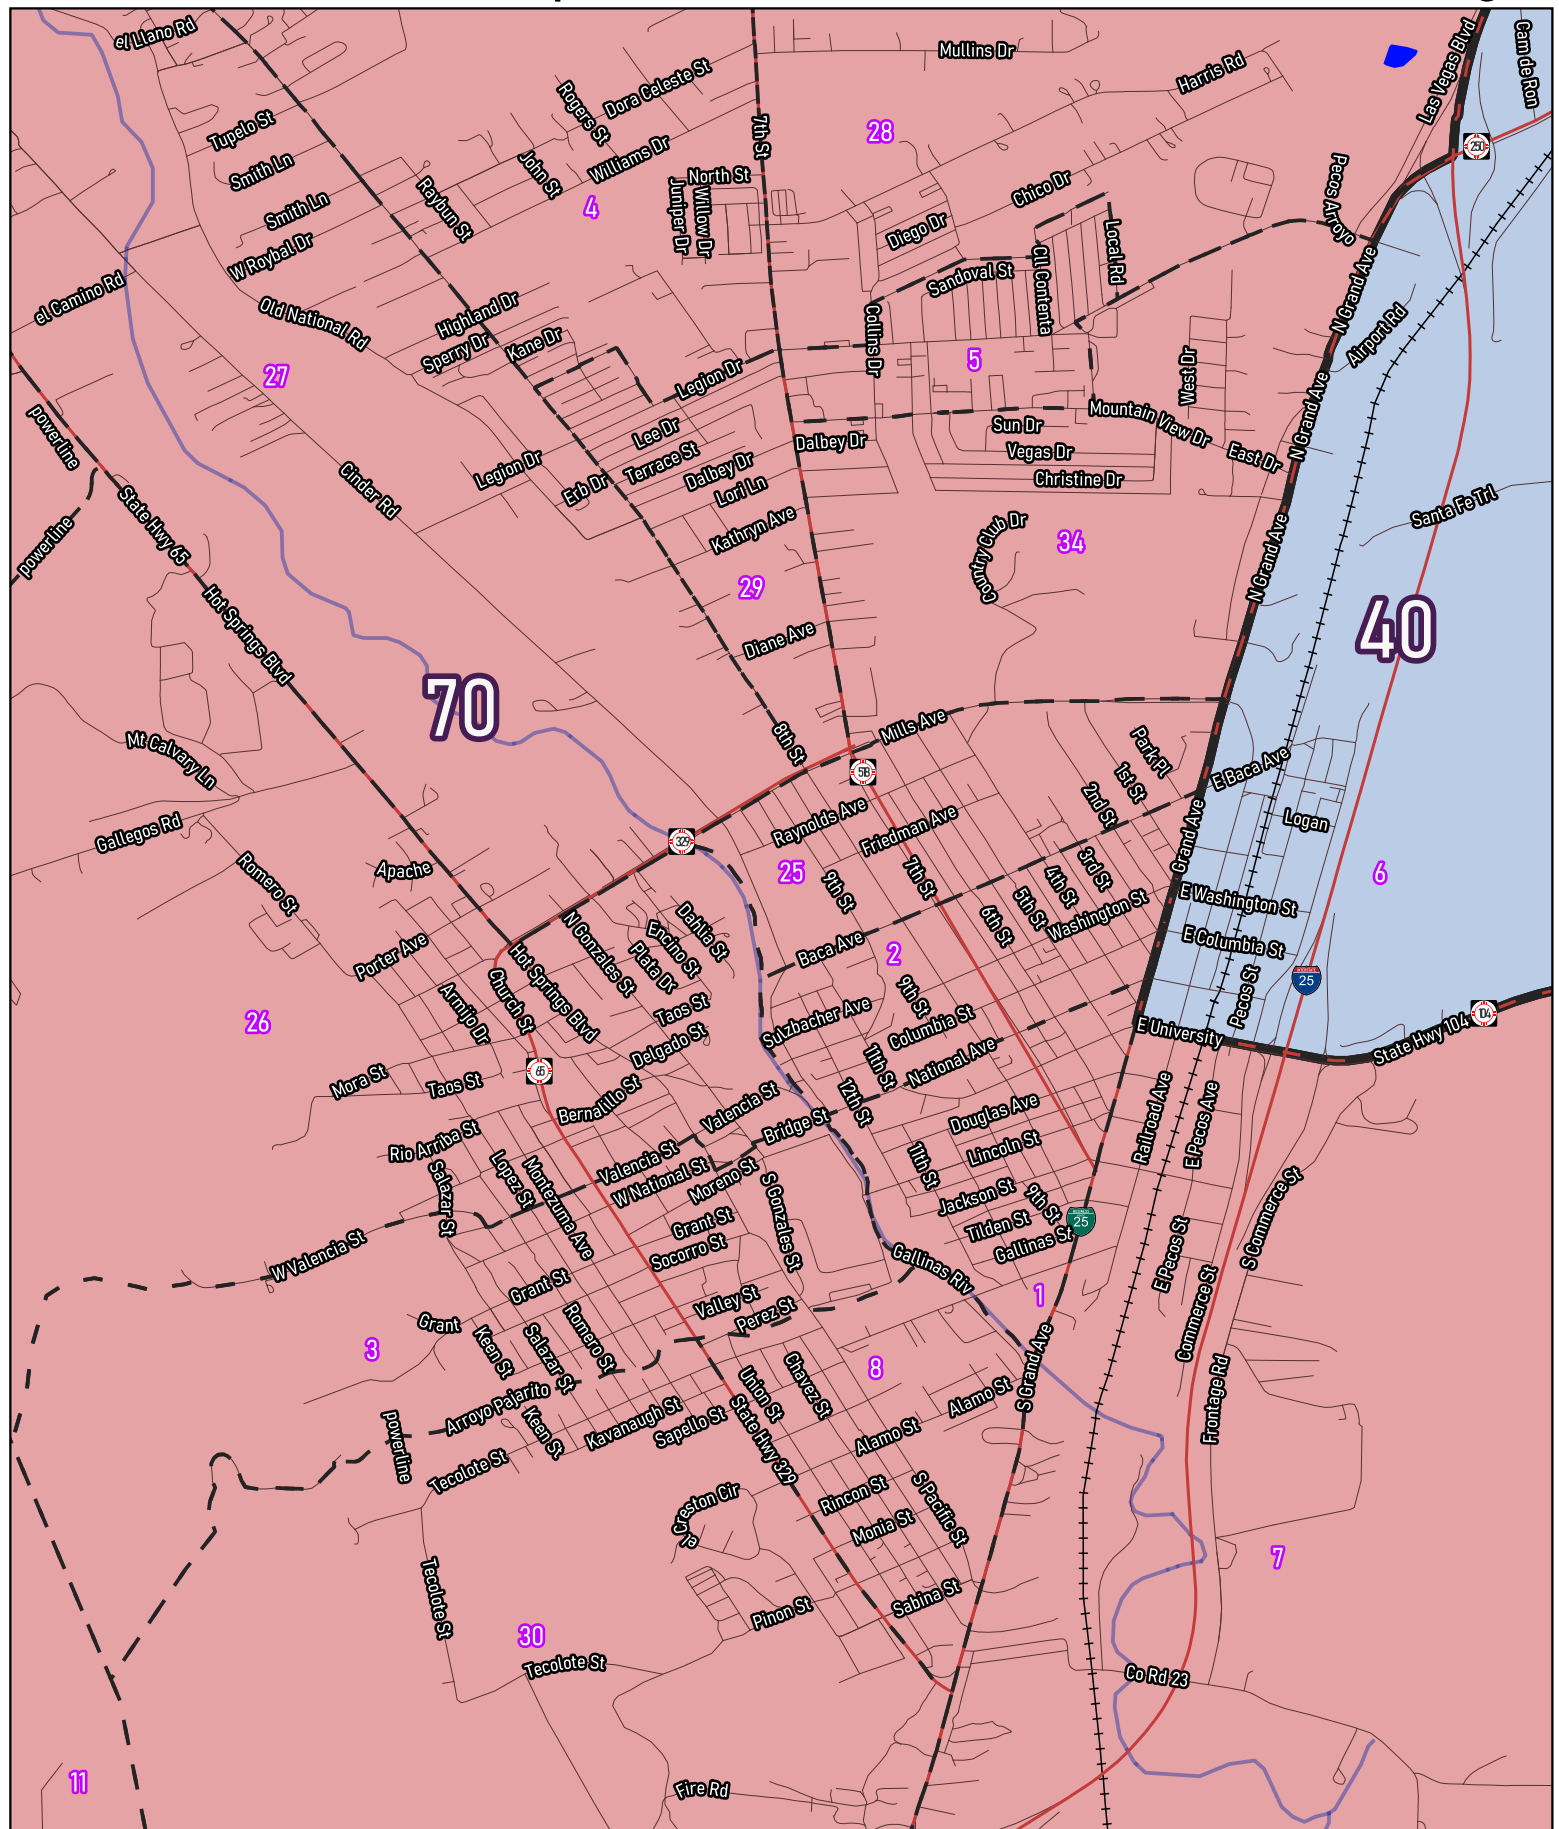 el Llano Rd
Mullins Dr
Las Vegas Blvd
Cam de Ron
Harris Rd
Dora Celeste St
Rogers St
Tupelo St
7th St
28
250
Smith Ln
John St
Williams Dr
North St
Juniper Dr
Willow Dr
Pecos Arroyo
Chico Dr
Raybun St
4
Smith Ln
Diego Dr
Local Rd
W Roybal Dr
Sandoval St
Cll Contenta
N Grand Ave
el Camino Rd
Old National Rd
Highland Dr
Sperry Dr
Kane Dr
Collins Dr
Airport Rd
27
Legion Dr
5
West Dr
N Grand Ave
powerline
Lee Dr
Dalbey Dr
Sun Dr
Mountain View Dr
Vegas Dr
East Dr
Legion Dr
Terrace St
Dalbey Dr
Christine Dr
Cinder Rd
Erb Dr
Lori Ln
Santa Fe Trl
State Hwy 65
Kathryn Ave
Country Club Dr
34
N Grand Ave
powerline
29
Hot Springs Blvd
Diane Ave
40
70
8th St
Mills Ave
Park Pl
Mt Calvary Ln
518
1st St
E Baca Ave
Raynolds Ave
Friedman Ave
2nd St
Logan
Gallegos Rd
329
Grand Ave
Romero St
Apache
25
9th St
7th St
4th St
3rd St
6
Dahlia St
Encino St
Plata Dr
N Gonzales St
6th St
5th St
Washington St
E Washington St
Porter Ave
Baca Ave
2
E Columbia St
Hot Springs Blvd
Church St
Armijo Dr
9th St
Pecos St
25
26
Taos St
Sulzbacher Ave
Columbia St
E University
State Hwy 104
104
Delgado St
11th St
National Ave
Mora St
Taos St
65
Bernalillo St
Valencia St
12th St
Railroad Ave
E Pecos Ave
Bridge St
Douglas Ave
Rio Arriba St
Lincoln St
Salazar St
Lopez St
Montezuma Ave
Valencia St
W National St
Moreno St
S Gonzales St
11th St
Jackson St
9th St
25
Grant St
Tilden St
Socorro St
Gallinas St
W Valencia St
Gallinas Riv
E Pecos St
S Commerce St
Grant St
Valley St
1
Grant
Romero St
Perez St
Commerce St
3
Keen St
Salazar St
8
S Grand Ave
Arroyo Pajarito
Union St
Chavez St
Alamo St
Frontage Rd
powerline
Keen St
Kavanaugh St
Sapello St
State Hwy 329
Alamo St
Tecolote St
Creston Cir
Cre
Rincon St
S Pacific St
Monia St
7
Tecolote St
Sabina St
Pinon St
30
Tecolote St
Co Rd 23
11
Fire Rd